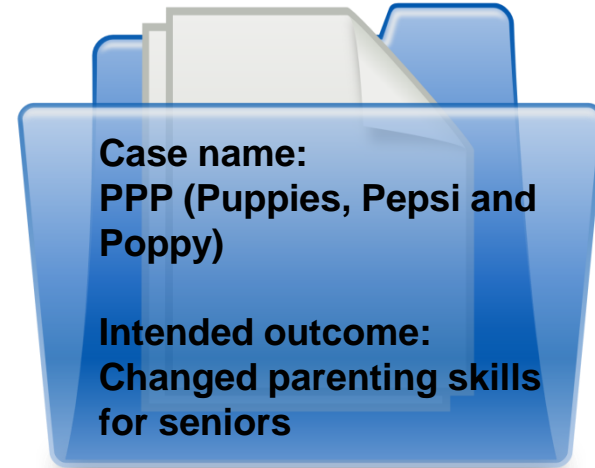 Case name:
PPP (Puppies, Pepsi and
Poppy)
Intended outcome:
Changed parenting skills
for seniors